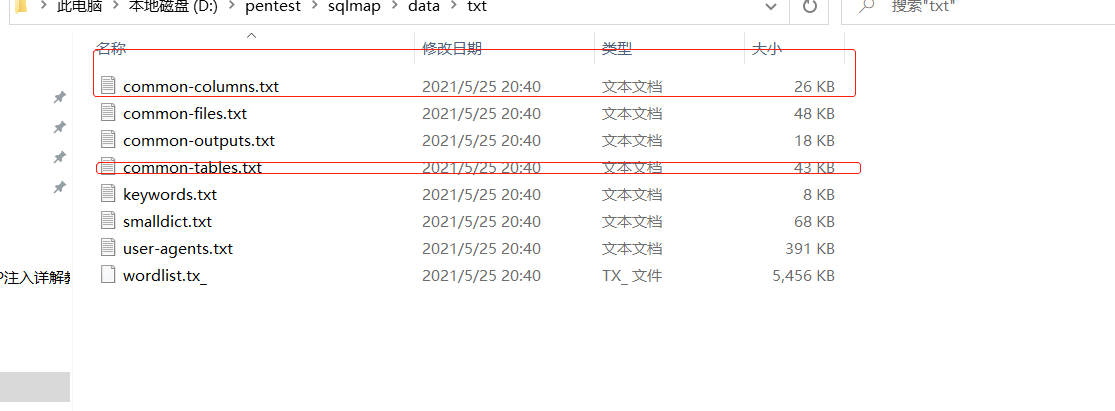 此电脑 > 本地磁盘 (D:) > pentest > sqlmap > data > txt 搜索"txt"
名称 修改日期 类型 大小
common-columns.txt 2021/5/25 20:40 文本文档 26 KB
common-files.txt 2021/5/25 20:40 文本文档 48 KB
common-outputs.txt 2021/5/25 20:40 文本文档 18 KB
common-tables.txt 2021/5/25 20:40 文本文档 43 KB
keywords.txt 2021/5/25 20:40 文本文档 8 KB
smalldict.txt 2021/5/25 20:40 文本文档 68 KB
user-agents.txt 2021/5/25 20:40 文本文档 391 KB
wordlist.tx_ 2021/5/25 20:40 TX_ 文件 5,456 KB
P注入详解